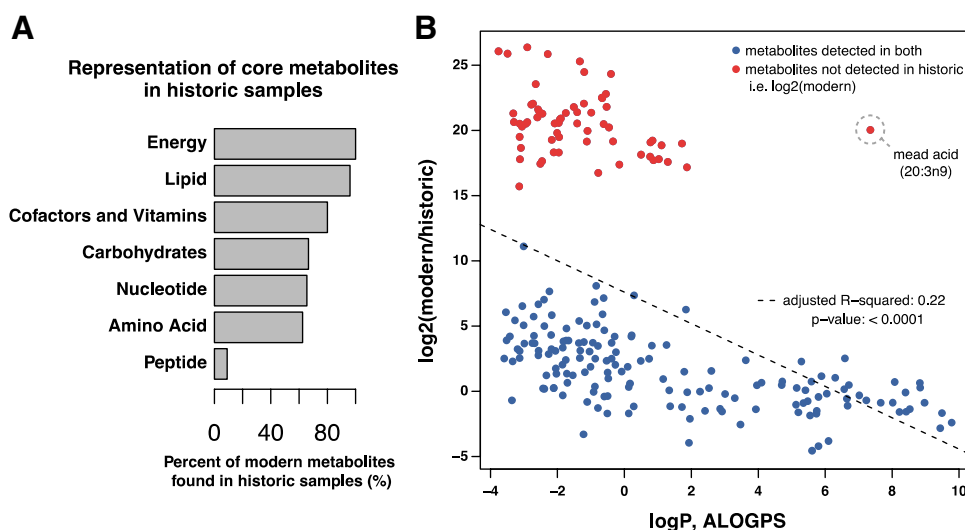 A
Representation of core metabolites
in historic samples
Energy
Lipid
Cofactors and Vitamins
Carbohydrates
Nucleotide
Amino Acid
Peptide
0 40 80
Percent of modern metabolites
found in historic samples (%)
B
log2(modern/historic)
25
20
15
10
5
0
−5
metabolites detected in both
metabolites not detected in historic
i.e. log2(modern)
mead acid
(20:3n9)
adjusted R−squared: 0.22
p−value: < 0.0001
−4 −2 0 2 4 6 8 10
logP, ALOGPS